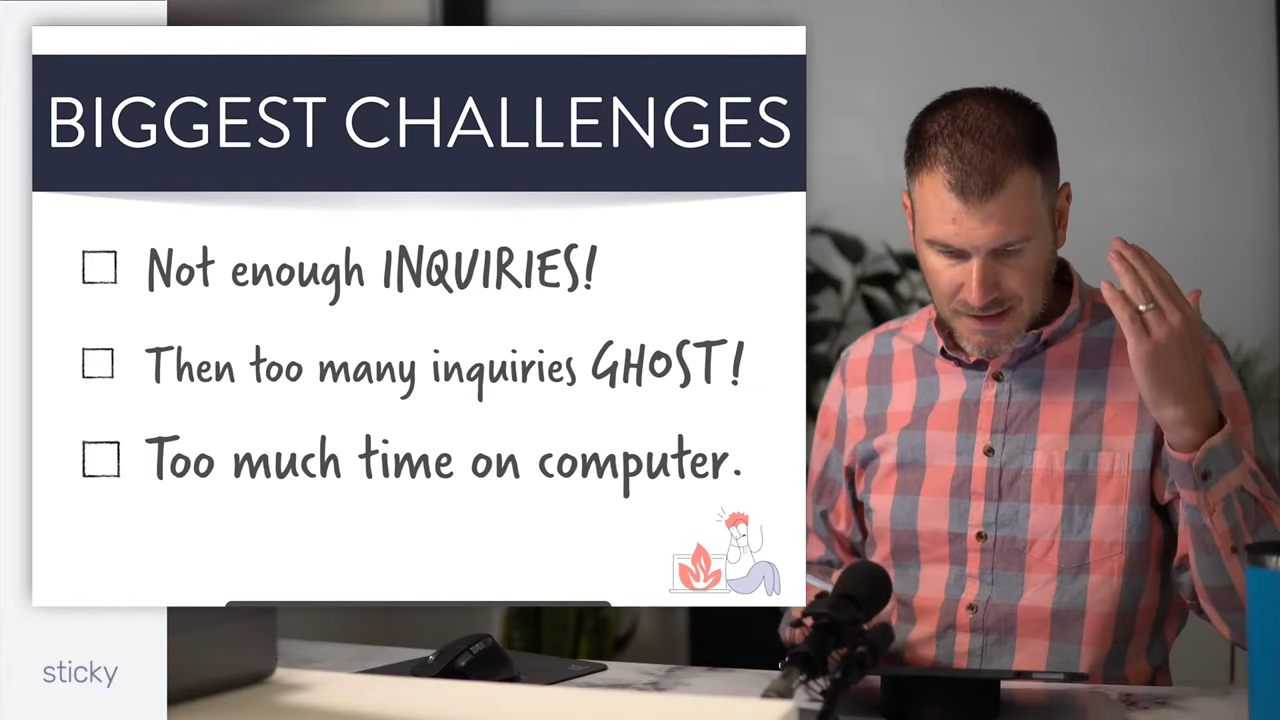 BIGGEST CHALLENGES
Not enough INQUIRIES!
Then too many inquiries GHOST!
Too much time on computer.
sticky